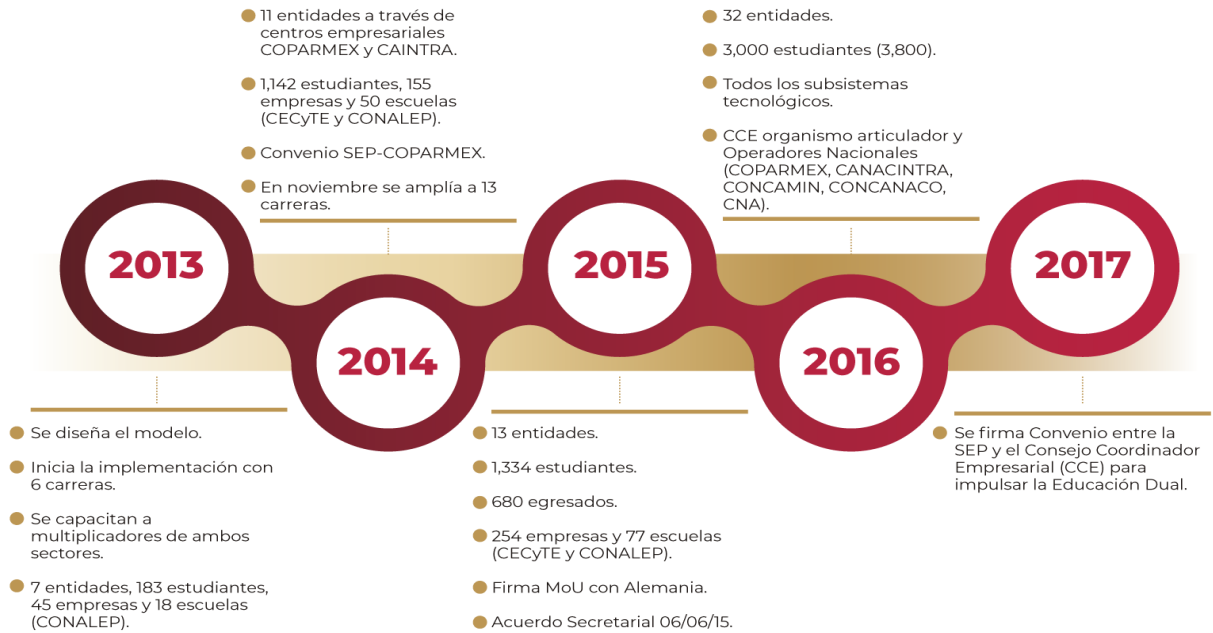 2013
Se diseña el modelo.
Inicia la implementación con
6 carreras.
Se capacitan a
multiplicadores de ambos
sectores.
7 entidades, 183 estudiantes,
45 empresas y 18 escuelas
(CONALEP).
11 entidades a través de
centros empresariales
COPARMEX y CAINTRA.
1,142 estudiantes, 155
empresas y 50 escuelas
(CECyTE y CONALEP).
Convenio SEP-COPARMEX.
En noviembre se amplía a 13
carreras.
2014
2015
13 entidades.
1,334 estudiantes.
680 egresados.
254 empresas y 77 escuelas
(CECyTE y CONALEP).
Firma MoU con Alemania.
Acuerdo Secretarial 06/06/15.
32 entidades.
3,000 estudiantes (3,800).
Todos los subsistemas
tecnológicos.
CCE organismo articulador y
Operadores Nacionales
(COPARMEX, CANACINTRA,
CONCAMIN, CONCANACO,
CNA).
2016
2017
Se firma Convenio entre la
SEP y el Consejo Coordinador
Empresarial (CCE) para
impulsar la Educación Dual.